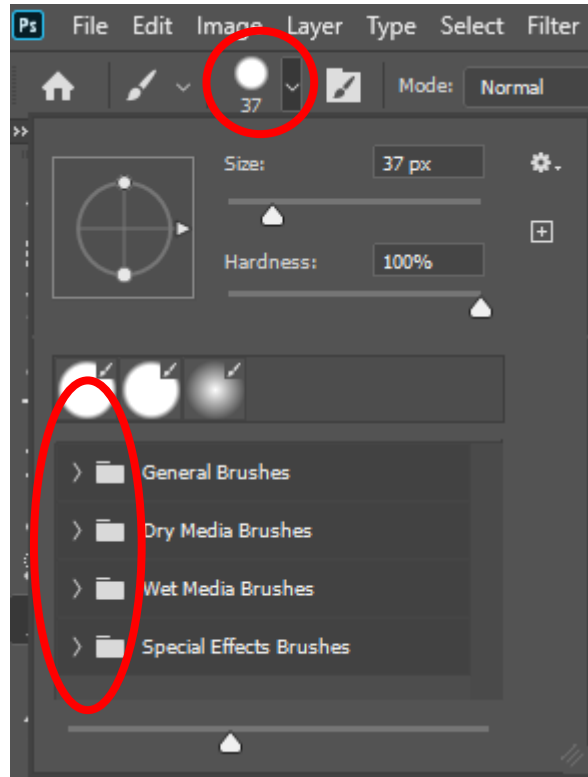 Ps File Edit Image Layer Type Select Filter
37 Mode: Normal
Size: 37 px
Hardness: 100%
General Brushes
Dry Media Brushes
Wet Media Brushes
Special Effects Brushes